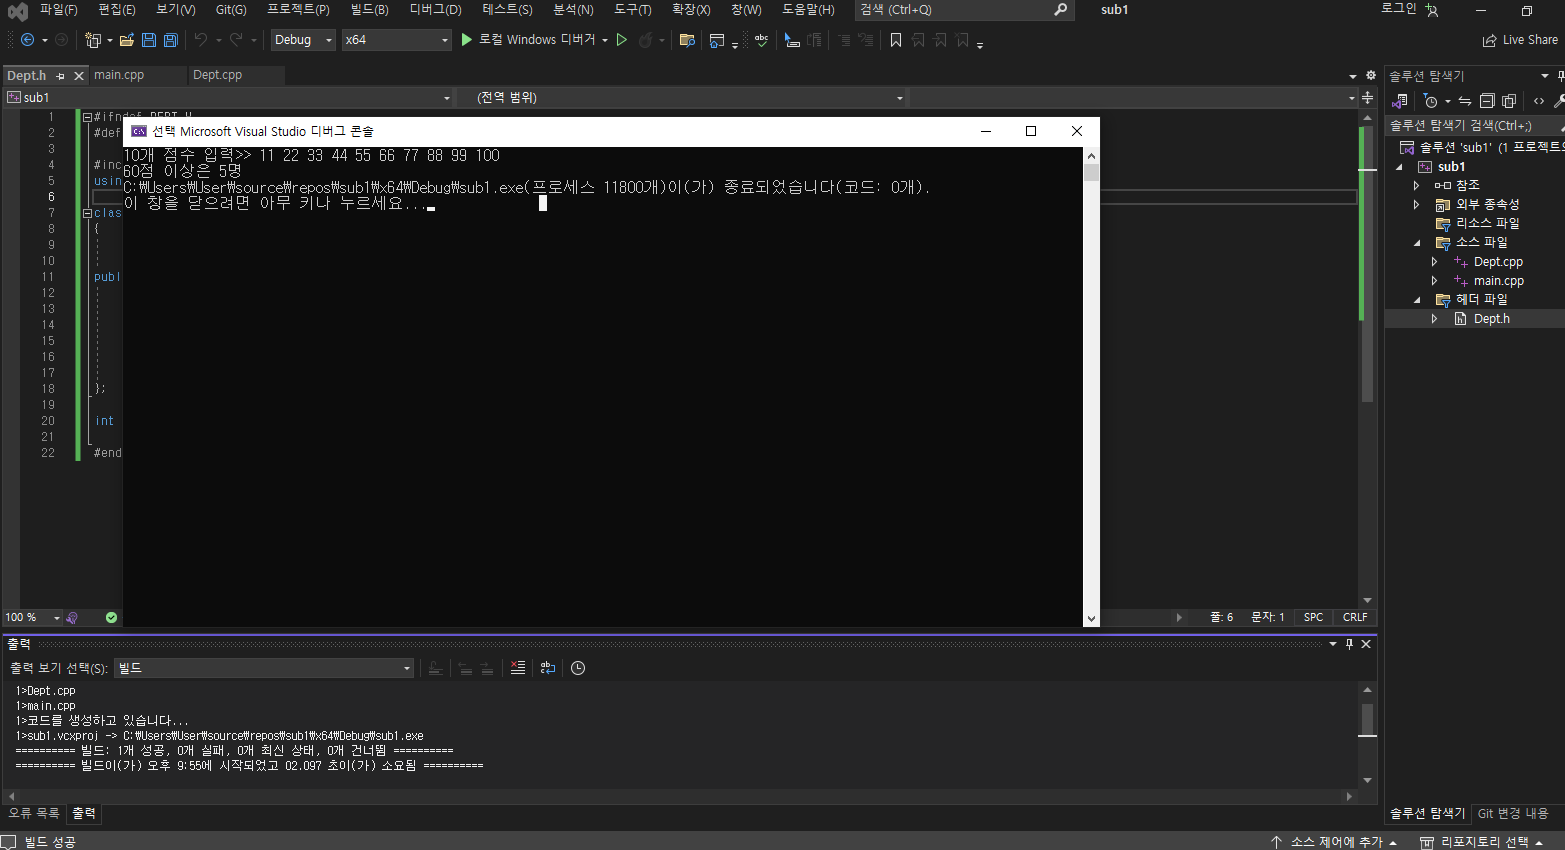 파일(F) 편집(E) 보기(V) Git(G) 프로젝트(P) 빌드(B) 디버그(D) 테스트(S) 분석(N) 도구(T) 확장(X) 창(W) 도움말(H) 검색 (Ctrl+Q) sub1 로그인
Debug x64 로컬 Windows 디버거 Live Share
Dept.h main.cpp Dept.cpp
sub1 (전역 범위)
1 #ifndef DEPT_H
2 #def
3
4 #inc
5 usin
6
7 clas
8 {
9
10
11 publ
12
13
14
15
16
17
18 };
19
20 int
21
22 #end
선택 Microsoft Visual Studio 디버그 콘솔
10개 점수 입력>> 11 22 33 44 55 66 77 88 99 100
60점 이상은 5명
C:₩Users₩User₩source₩repos₩sub1₩x64₩Debug₩sub1.exe(프로세스 11800개)이(가) 종료되었습니다(코드: 0개).
이 창을 닫으려면 아무 키나 누르세요...
100 % 줄: 6 문자: 1 SPC CRLF
출력
출력 보기 선택(S): 빌드
1>Dept.cpp
1>main.cpp
1>코드를 생성하고 있습니다...
1>sub1.vcxproj -> C:₩Users₩User₩source₩repos₩sub1₩x64₩Debug₩sub1.exe
========== 빌드: 1개 성공, 0개 실패, 0개 최신 상태, 0개 건너뜀 ==========
========== 빌드이(가) 오후 9:55에 시작되었고 02.097 초이(가) 소요됨 ==========
오류 목록 출력
솔루션 탐색기
솔루션 탐색기 검색(Ctrl+;)
솔루션 'sub1' (1 프로젝트의
sub1
참조
외부 종속성
리소스 파일
소스 파일
Dept.cpp
main.cpp
헤더 파일
Dept.h
솔루션 탐색기 Git 변경 내용
빌드 성공 소스 제어에 추가 리포지토리 선택